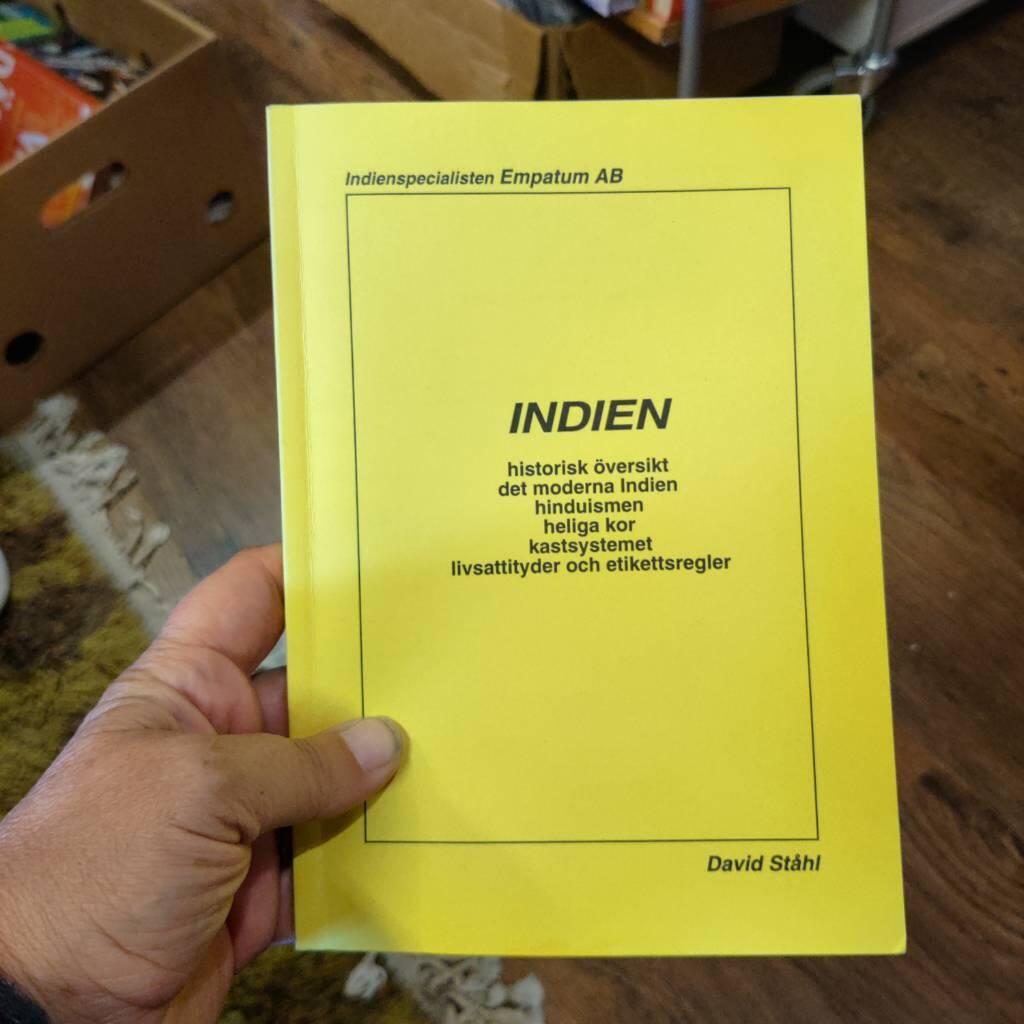 Indienspecialisten Empatum AB
INDIEN
historisk översikt
det moderna Indien
hinduismen
heliga kor
kastsystemet
livsattityder och etikettsregler
David Ståhl